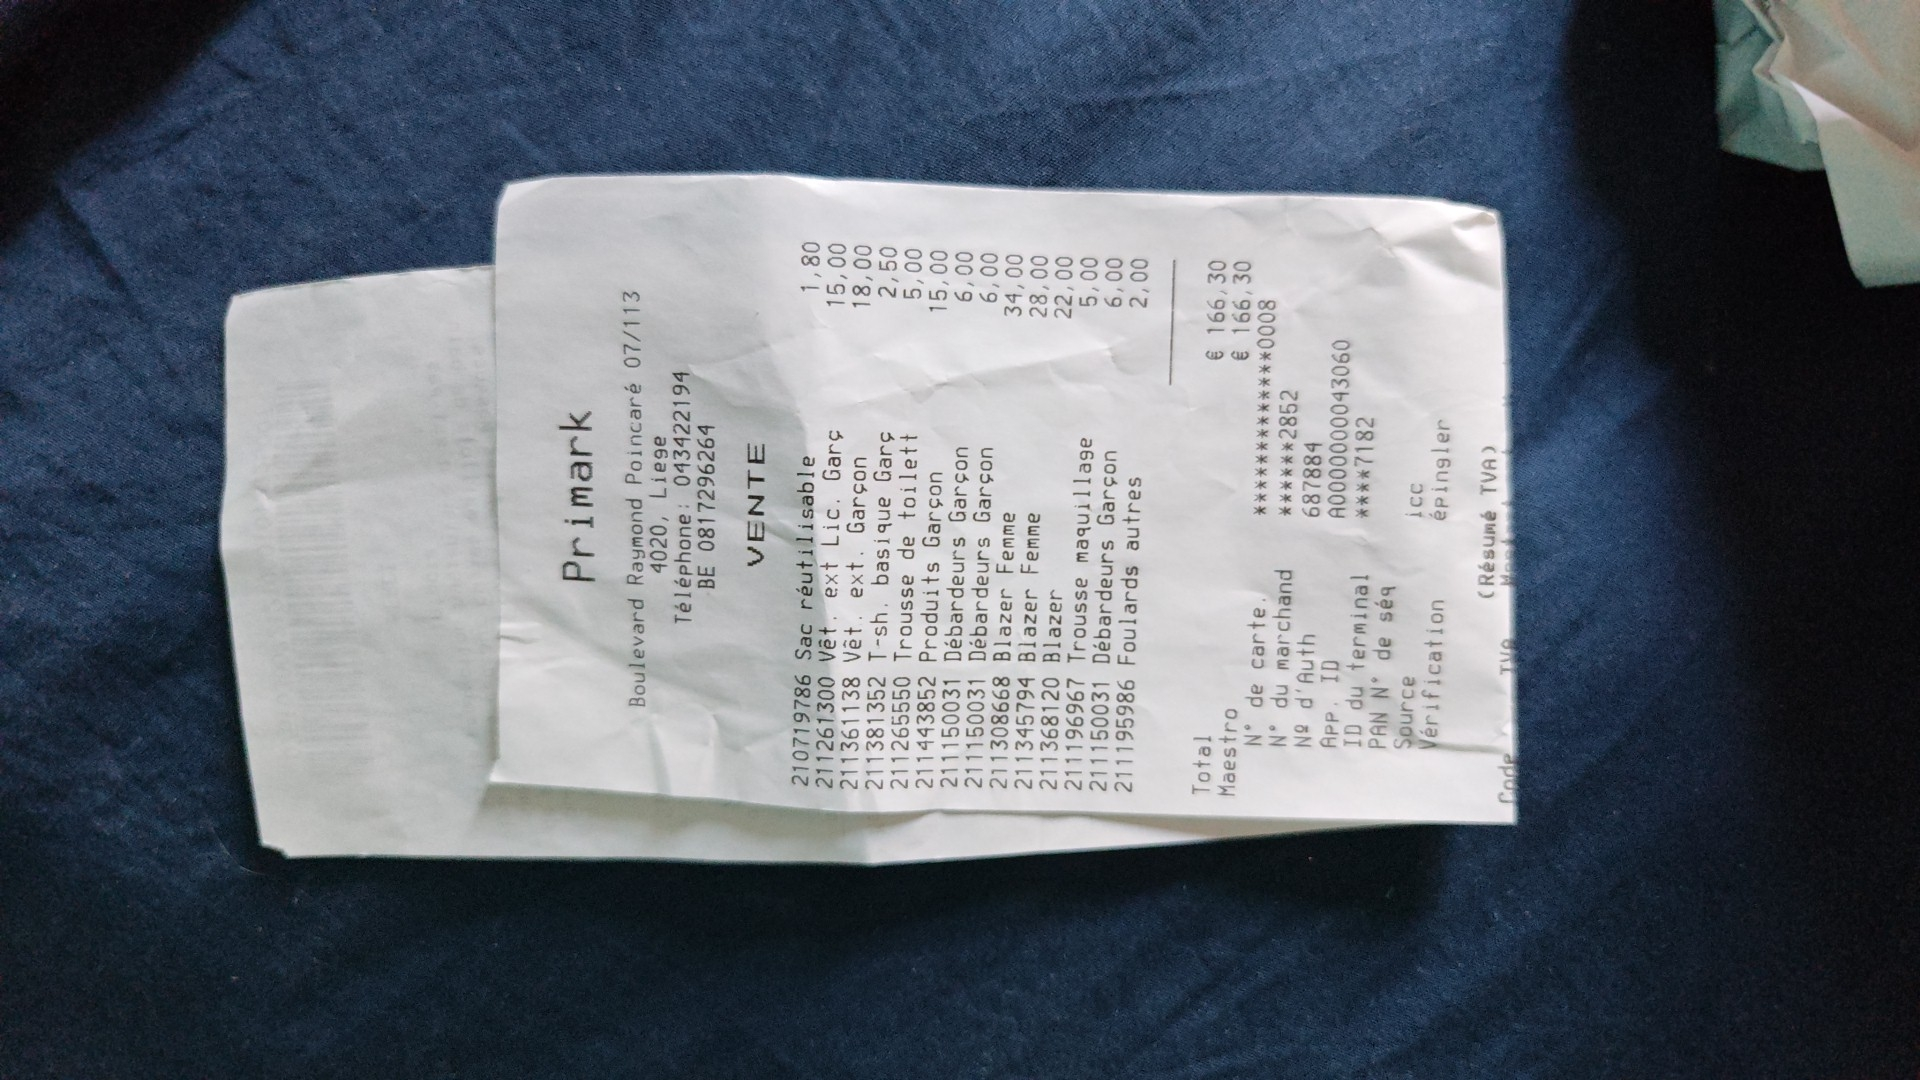 Primark
Boulevard Raymond Poincaré 07/113
4020, Liege
Téléphone: 043422194
BE 0817296264
VENTE
210719786 Sac réutilisable 1,80
211261300 Vêt. ext Lic. Garç 15,00
211361138 Vêt. ext. Garçon 18,00
211381352 T-sh. basique Garç 2,50
211265550 Trousse de toilett 5,00
211443852 Produits Garçon 15,00
211150031 Débardeurs Garçon 6,00
211150031 Débardeurs Garçon 6,00
211308668 Blazer Femme 34,00
211345794 Blazer Femme 28,00
211368120 Blazer 22,00
211196967 Trousse maquillage 5,00
211150031 Débardeurs Garçon 6,00
211195986 Foulards autres 2,00
Total € 166,30
Maestro € 166,30
N° de carte. ***************0008
N° du marchand ******2852
Nº d'Auth 687884
App. ID A0000000043060
ID du terminal ****7182
PAN N° de séq
Source icc
Vérification épingler
(Résumé TVA)
Code TVA